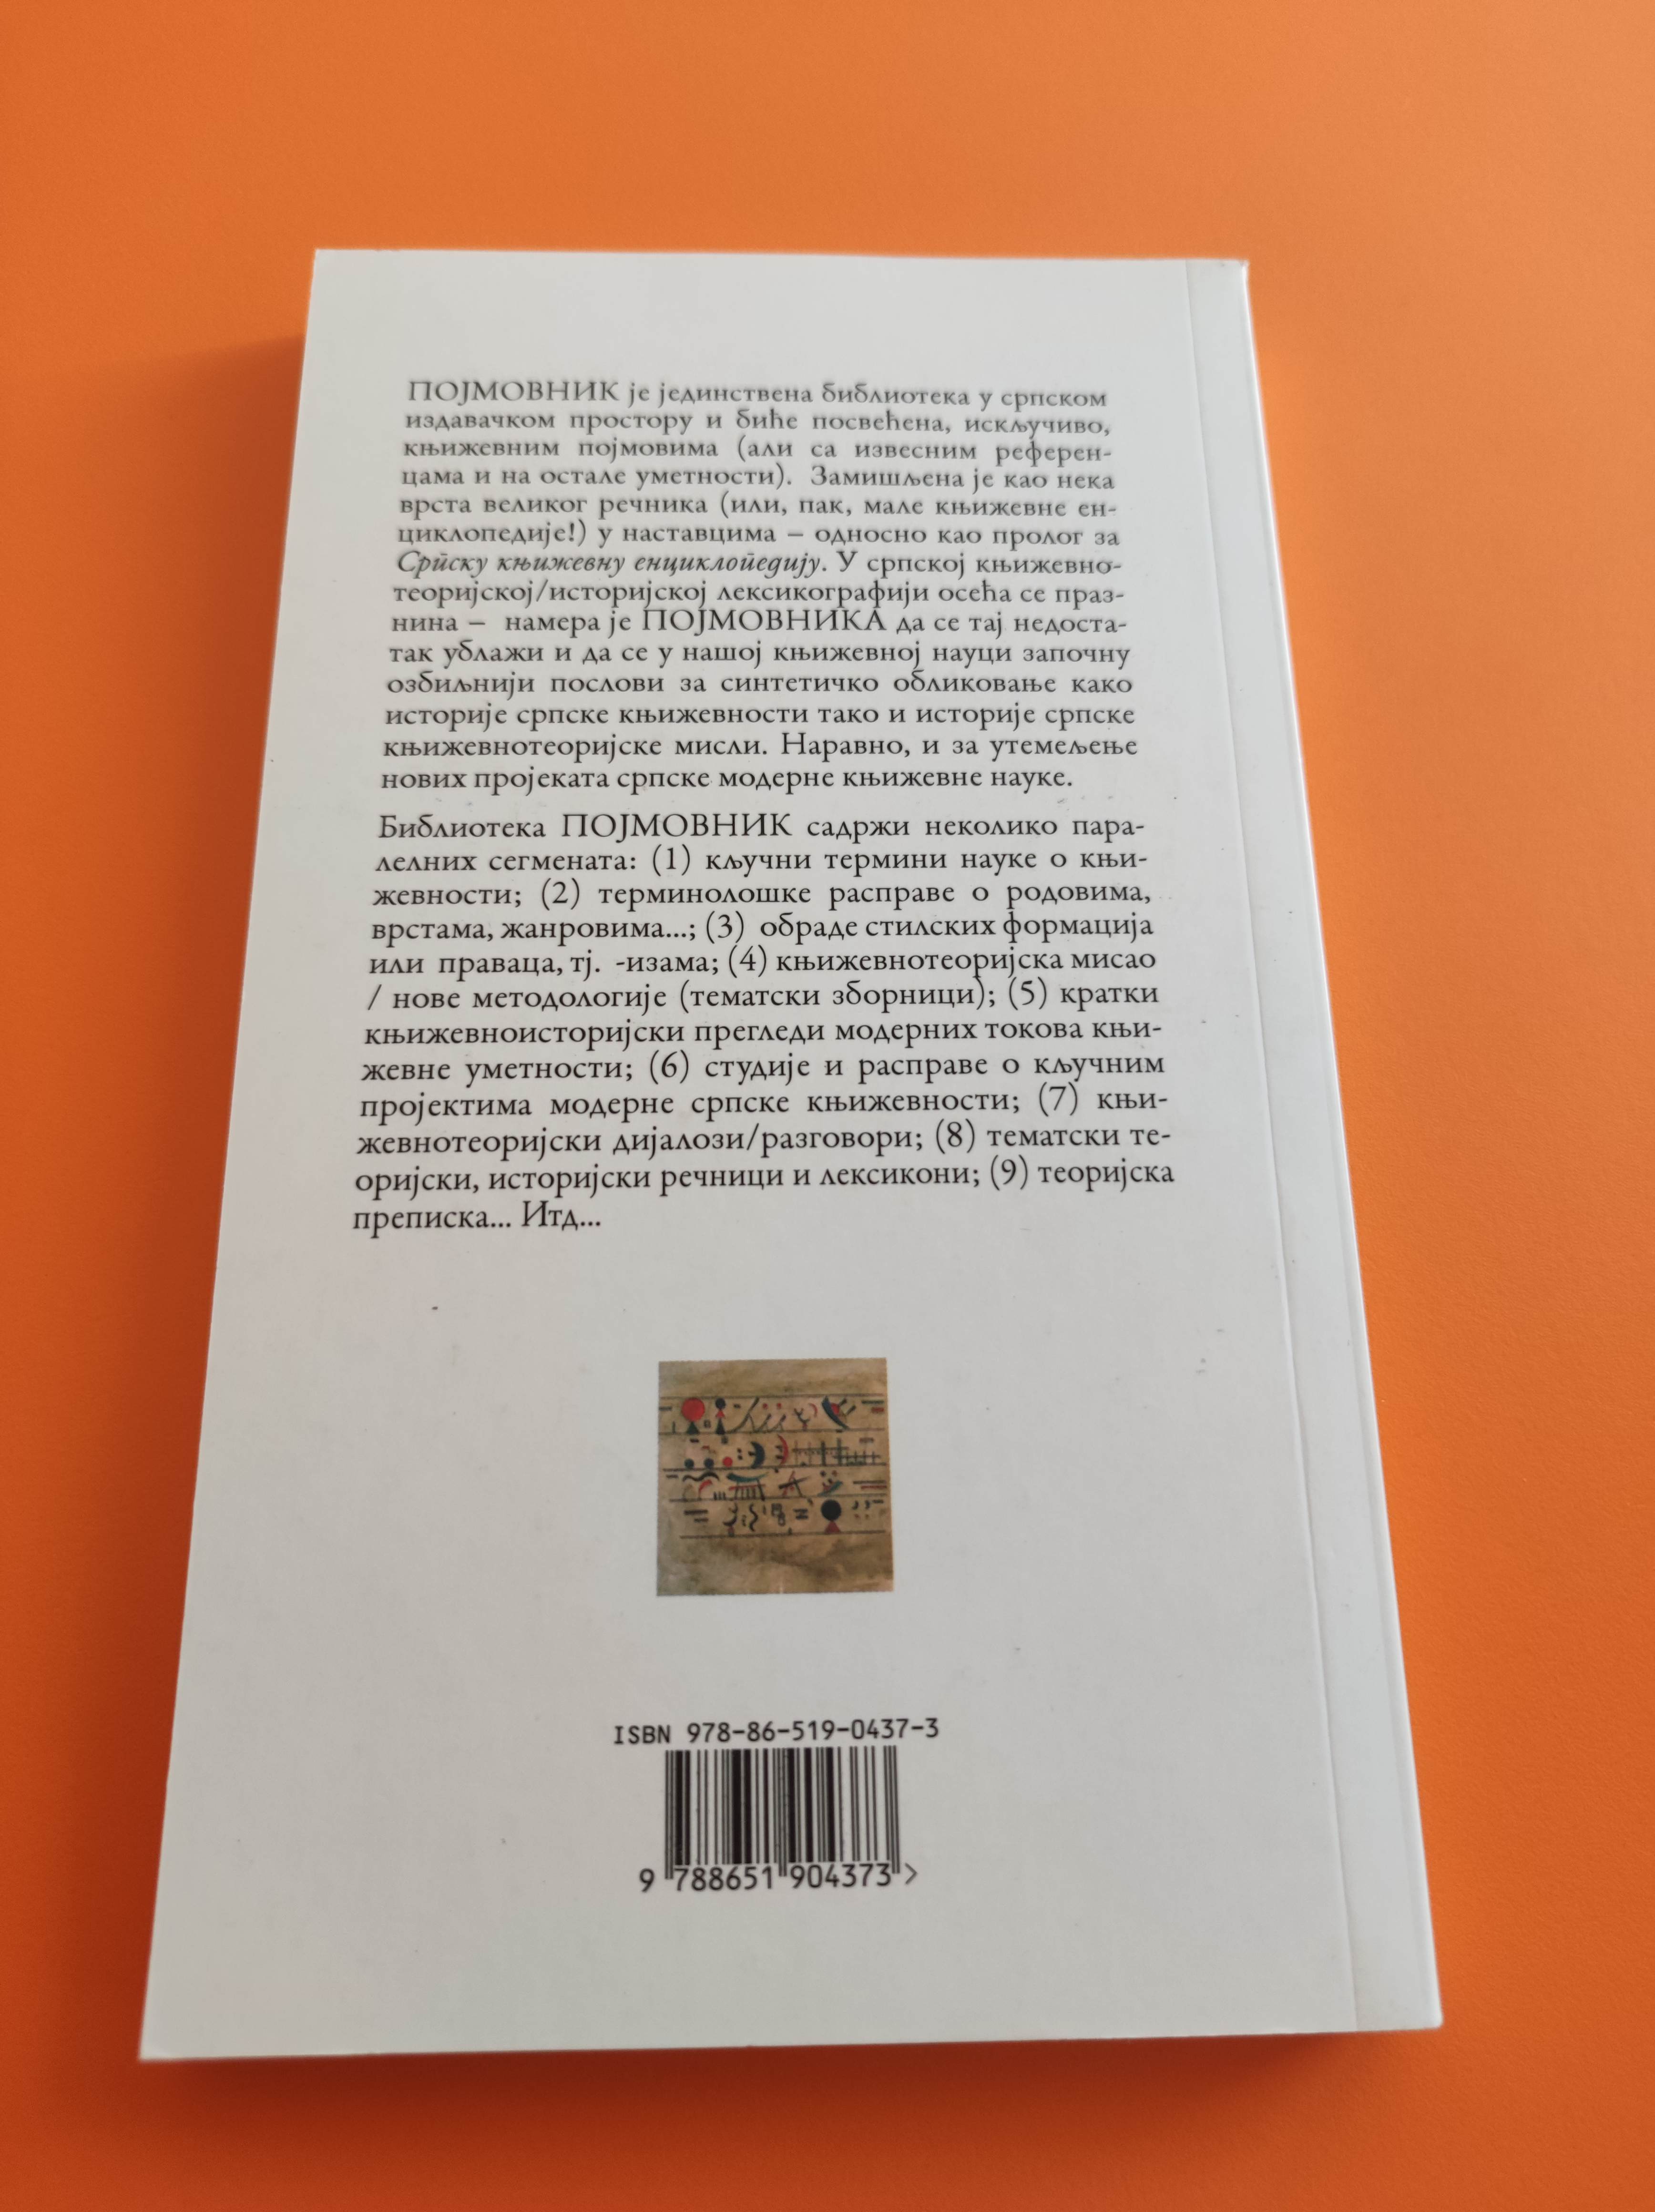 ПОЈМОВНИК је јединствена библиотека у српском
издавачком простору и биће посвећена, искључиво,
књижевним појмовима (али са извесним референ-
цама и на остале уметности). Замишљена је као нека
врста великог речника (или, пак, мале књижевне ен-
циклопедије!) у наставцима – односно као пролог за
Српску књижевну енциклопедију. У српској књижевно-
теоријској/историјској лексикографији осећа се праз-
нина – намера је ПОЈМОВНИКА да се тај недоста-
так ублажи и да се у нашој књижевној науци започну
озбиљнији послови за синтетичко обликовање како
историје српске књижевности тако и историје српске
књижевнотеоријске мисли. Наравно, и за утемељење
нових пројеката српске модерне књижевне науке.
Библиотека ПОЈМОВНИК садржи неколико пара-
лелних сегмената: (1) кључни термини науке о књи-
жевности; (2) терминолошке расправе о родовима,
врстама, жанровима...; (3) обраде стилских формација
или праваца, тј. -изама; (4) књижевнотеоријска мисао
/ нове методологије (тематски зборници); (5) кратки
књижевноисторијски прегледи модерних токова књи-
жевне уметности; (6) студије и расправе о кључним
пројектима модерне српске књижевности; (7) књи-
жевнотеоријски дијалози/разговори; (8) тематски те-
оријски, историјски речници и лексикони; (9) теоријска
преписка... Итд...
ISBN 978-86-519-0437-3
9 788651 904373 >